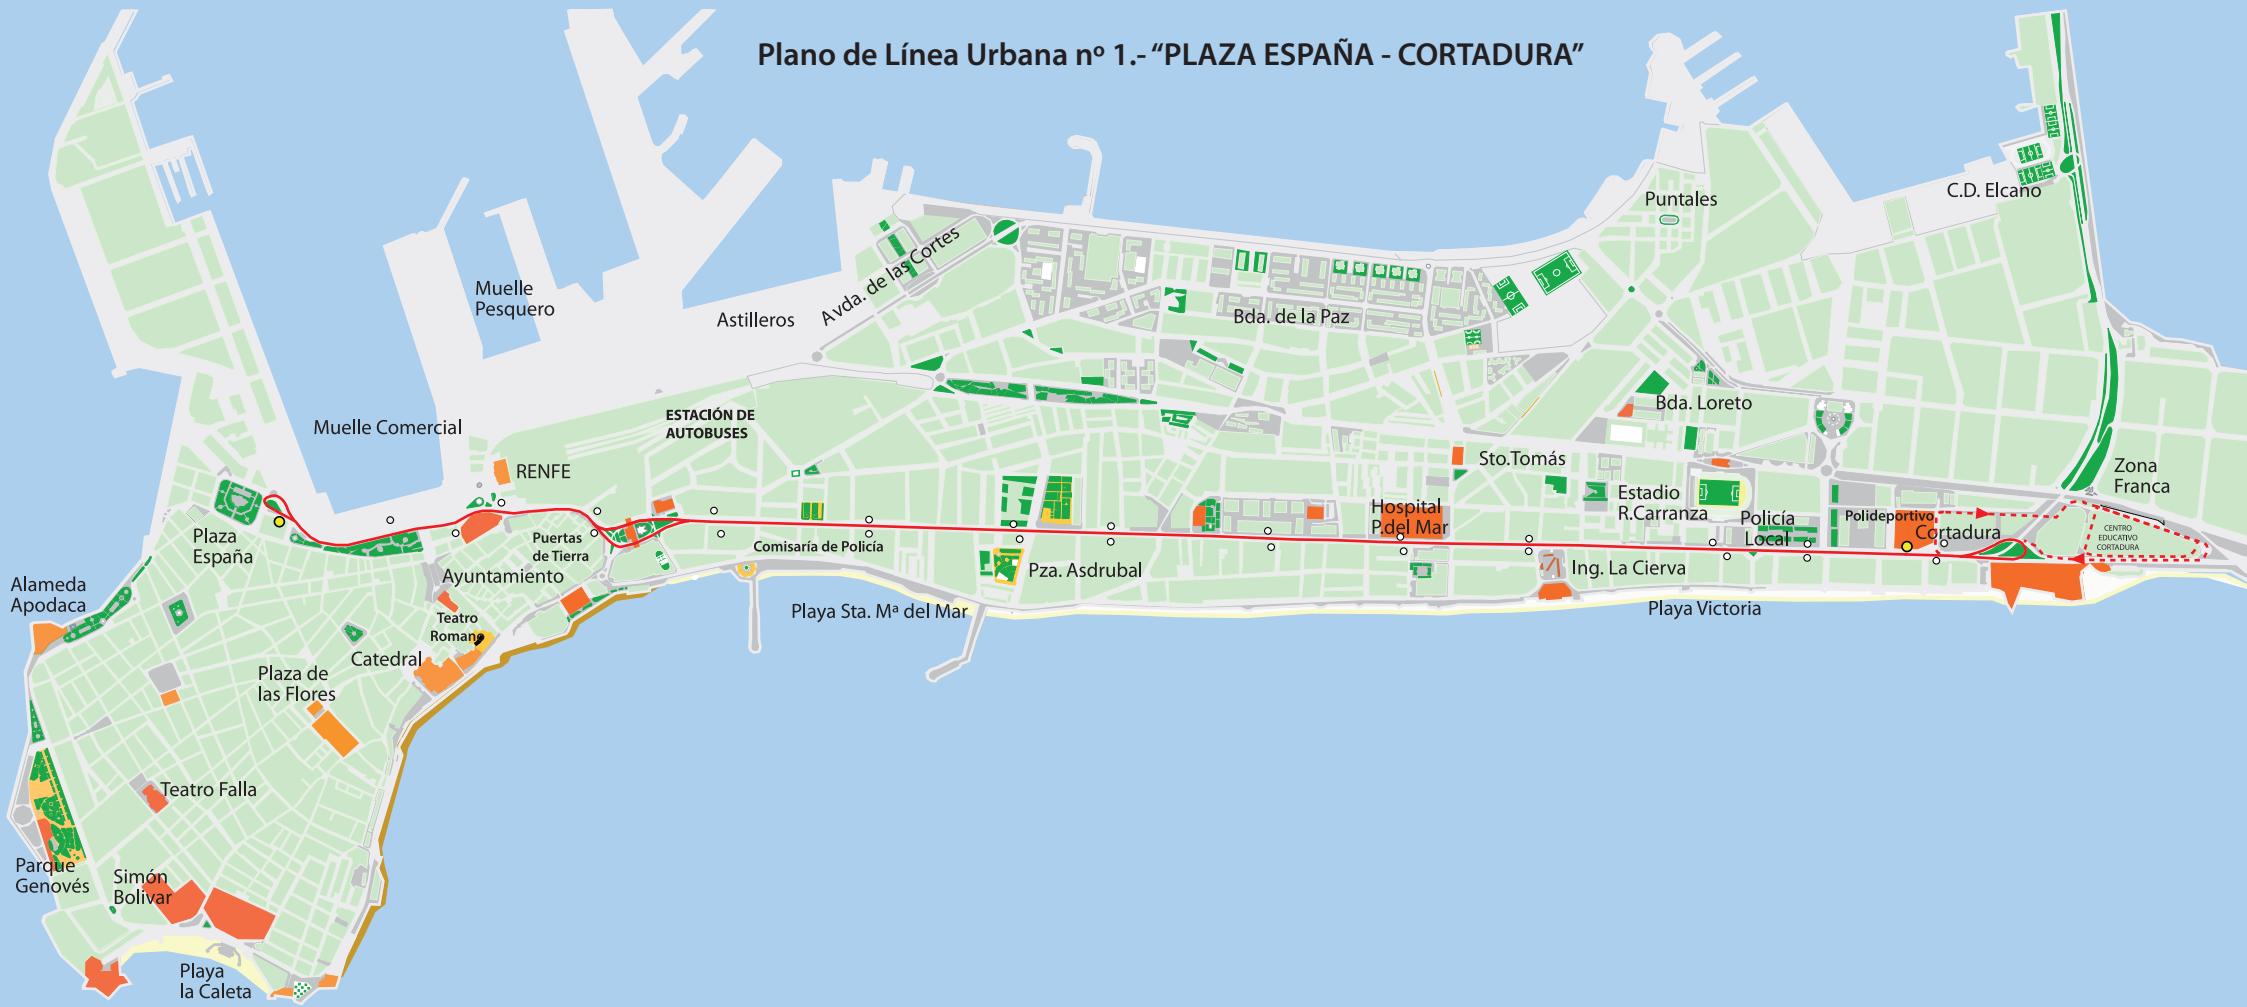 Plano de Línea Urbana nº 1.- “PLAZA ESPAÑA - CORTADURA”
Puntales
C.D. Elcano
Avda. de las Cortes
Muelle
Pesquero
Astilleros
Bda. de la Paz
Bda. Loreto
ESTACIÓN DE
AUTOBUSES
Muelle Comercial
RENFE
Sto.Tomás
Zona
Franca
Estadio
R.Carranza
Hospital
P.del Mar
Policía
Local
Polideportivo
Cortadura
CENTRO
EDUCATIVO
CORTADURA
Plaza
España
Puertas
de Tierra
Comisaría de Policía
Pza. Asdrubal
Ing. La Cierva
Ayuntamiento
Alameda
Apodaca
Playa Sta. Mª del Mar
Playa Victoria
Teatro
Romano
Catedral
Plaza de
las Flores
Teatro Falla
Parque
Genovés
Simón
Bolivar
Playa
la Caleta